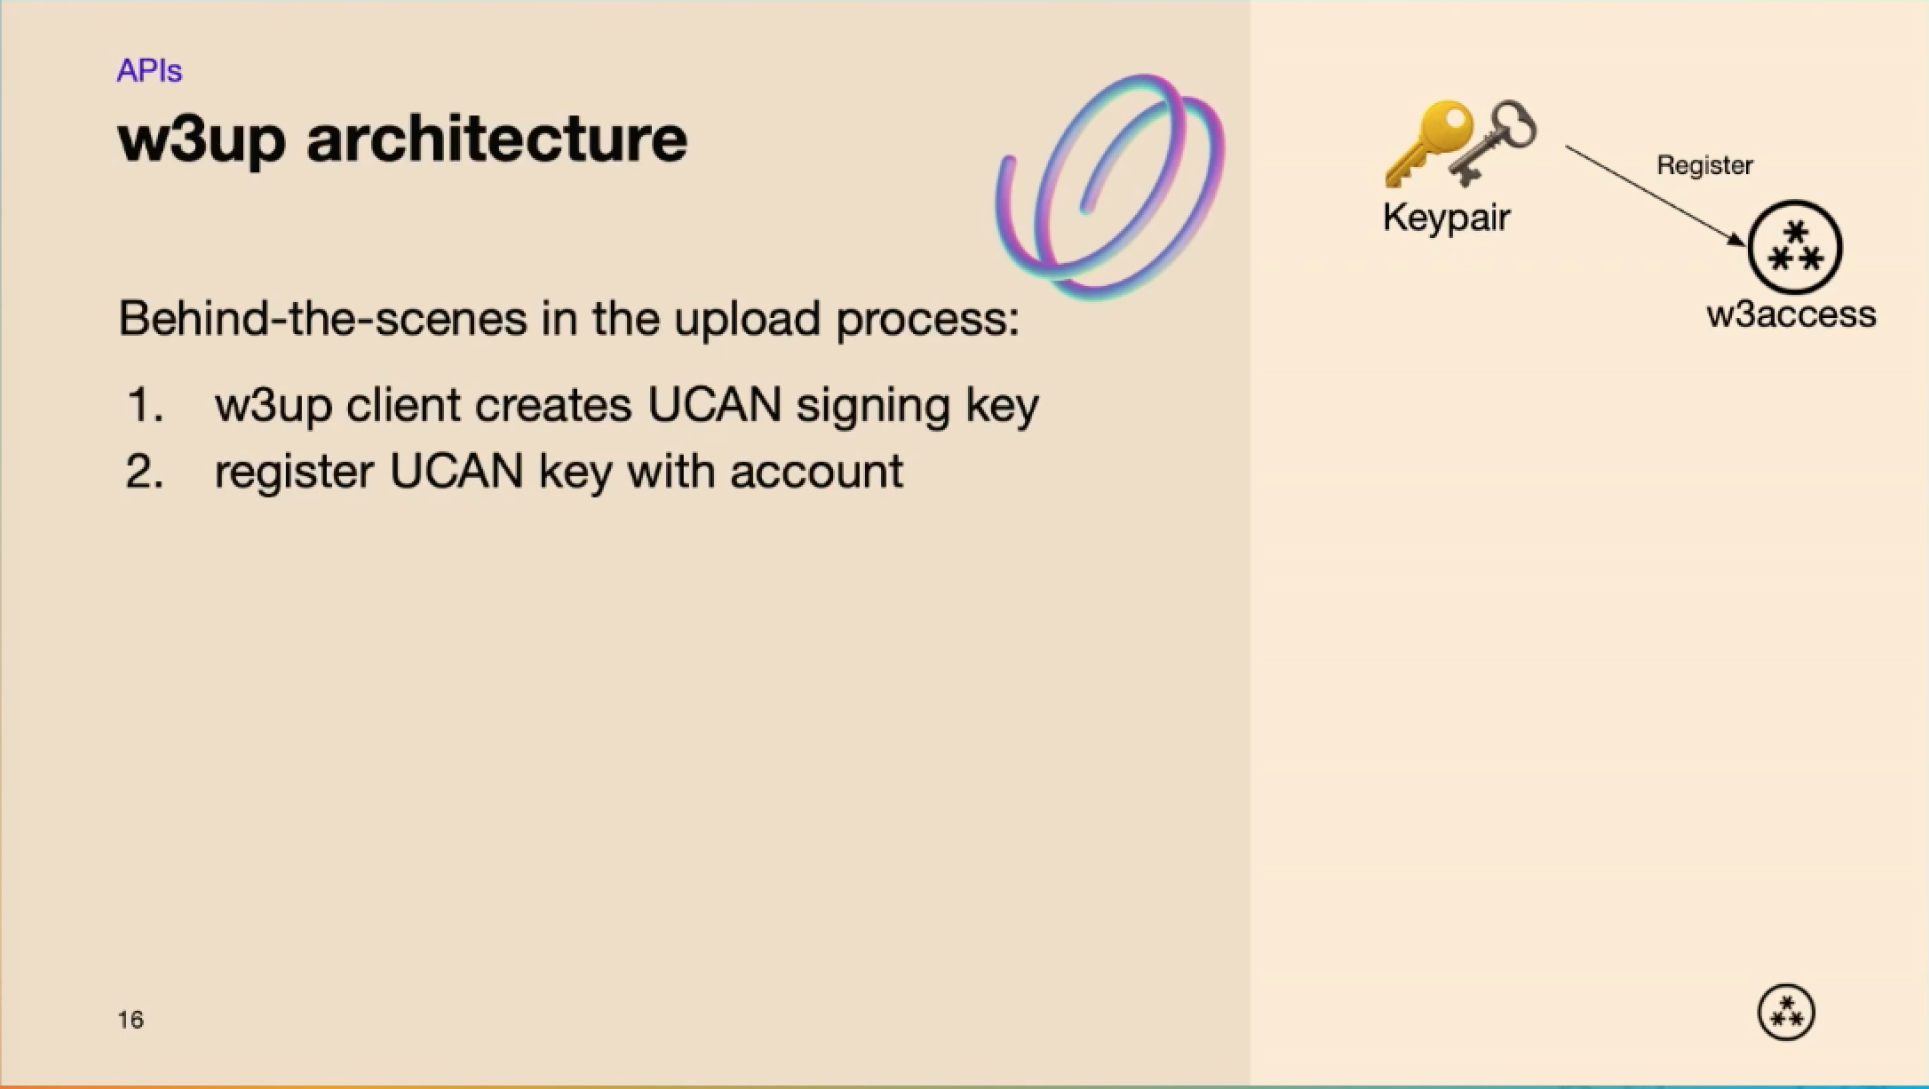 APIs
w3up architecture
Behind-the-scenes in the upload process:
1. w3up client creates UCAN signing key
2. register UCAN key with account
Keypair
Register
w3access
16